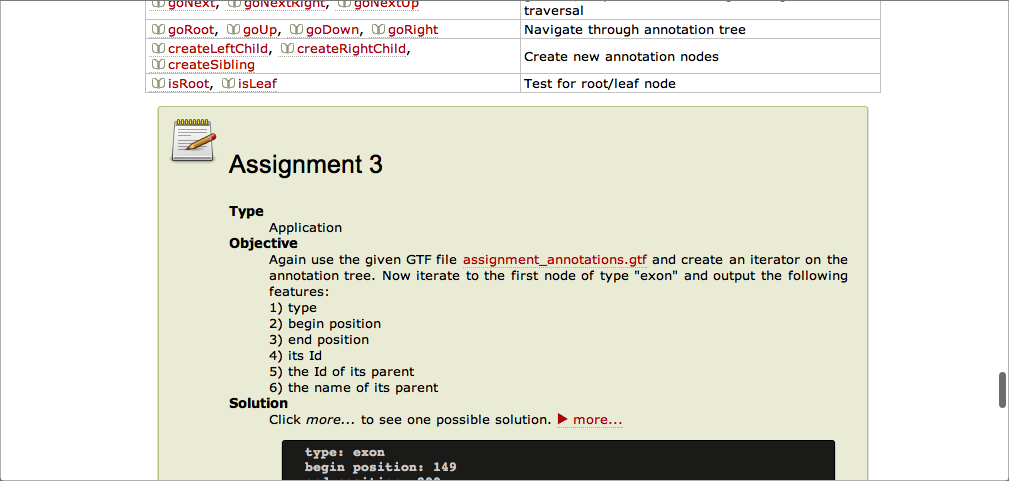 goNext, goNextRight, goNextUp
traversal
goRoot, goUp, goDown, goRight
Navigate through annotation tree
createLeftChild, createRightChild,
createSibling
Create new annotation nodes
isRoot, isLeaf
Test for root/leaf node
Assignment 3
Type
Application
Objective
Again use the given GTF file assignment_annotations.gtf and create an iterator on the
annotation tree. Now iterate to the first node of type "exon" and output the following
features:
1) type
2) begin position
3) end position
4) its Id
5) the Id of its parent
6) the name of its parent
Solution
Click more... to see one possible solution. more...
type: exon
begin position: 149